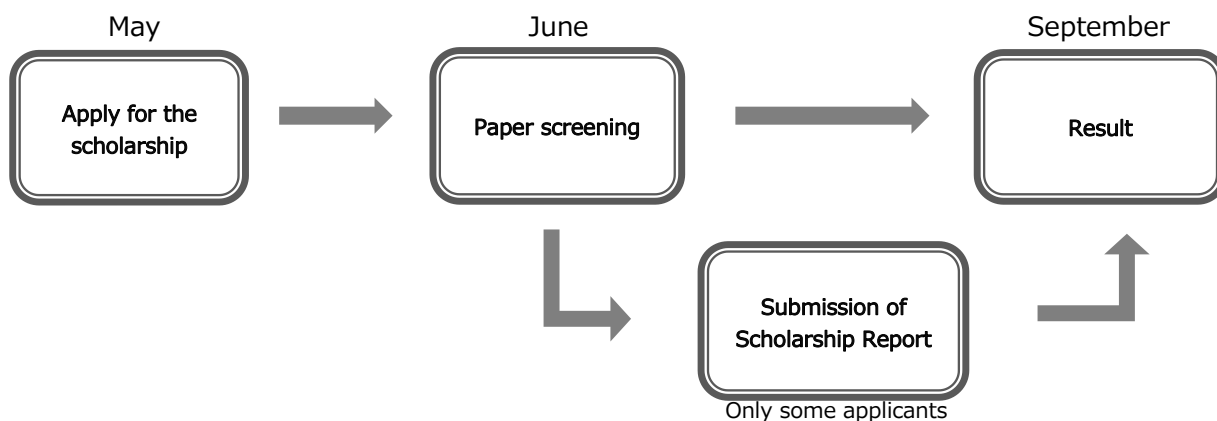 May
June
September
Apply for the
scholarship
Paper screening
Result
Submission of
Scholarship Report
Only some applicants